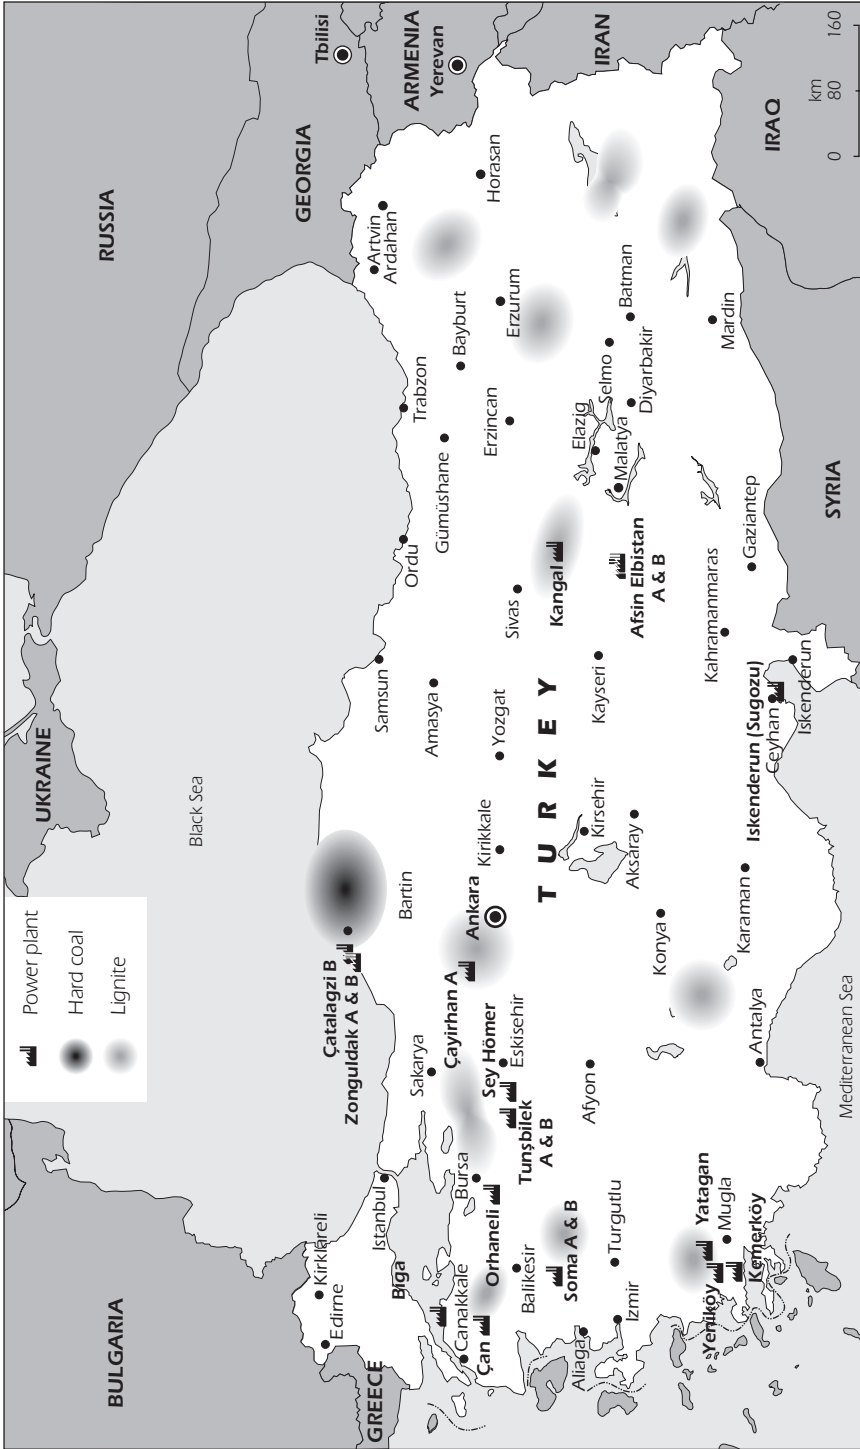 RUSSIA
UKRAINE
BULGARIA
GEORGIA
Tbilisi
ARMENIA
Yerevan
IRAN
IRAQ
SYRIA
GREECE
Black Sea
Mediterranean Sea
Power plant
Hard coal
Lignite
km
0
80
160
T U R K E Y
Edirne
Kirklareli
Istanbul
Biga
Canakkale
Çan
Orhaneli
Bursa
Balikesir
Soma A & B
Aliaga
Izmir
Turgutlu
Yeniköy
Yatagan
Mugla
Kemerköy
Tunşbilek
A & B
Sey Hömer
Eskisehir
Sakarya
Afyon
Antalya
Çatalagzi B
Zonguldak A & B
Bartin
Çayirhan A
Ankara
Kirikkale
Kirsehir
Aksaray
Konya
Karaman
Yozgat
Amasya
Samsun
Kayseri
Sivas
Kangal
Afsin Elbistan
A & B
Kahramanmaras
Iskenderun (Sugozu)
Ceyhan
Iskenderun
Gaziantep
Ordu
Gümüshane
Trabzon
Bayburt
Erzincan
Erzurum
Elazig
Malatya
Selmo
Diyarbakir
Batman
Mardin
Artvin
Ardahan
Horasan